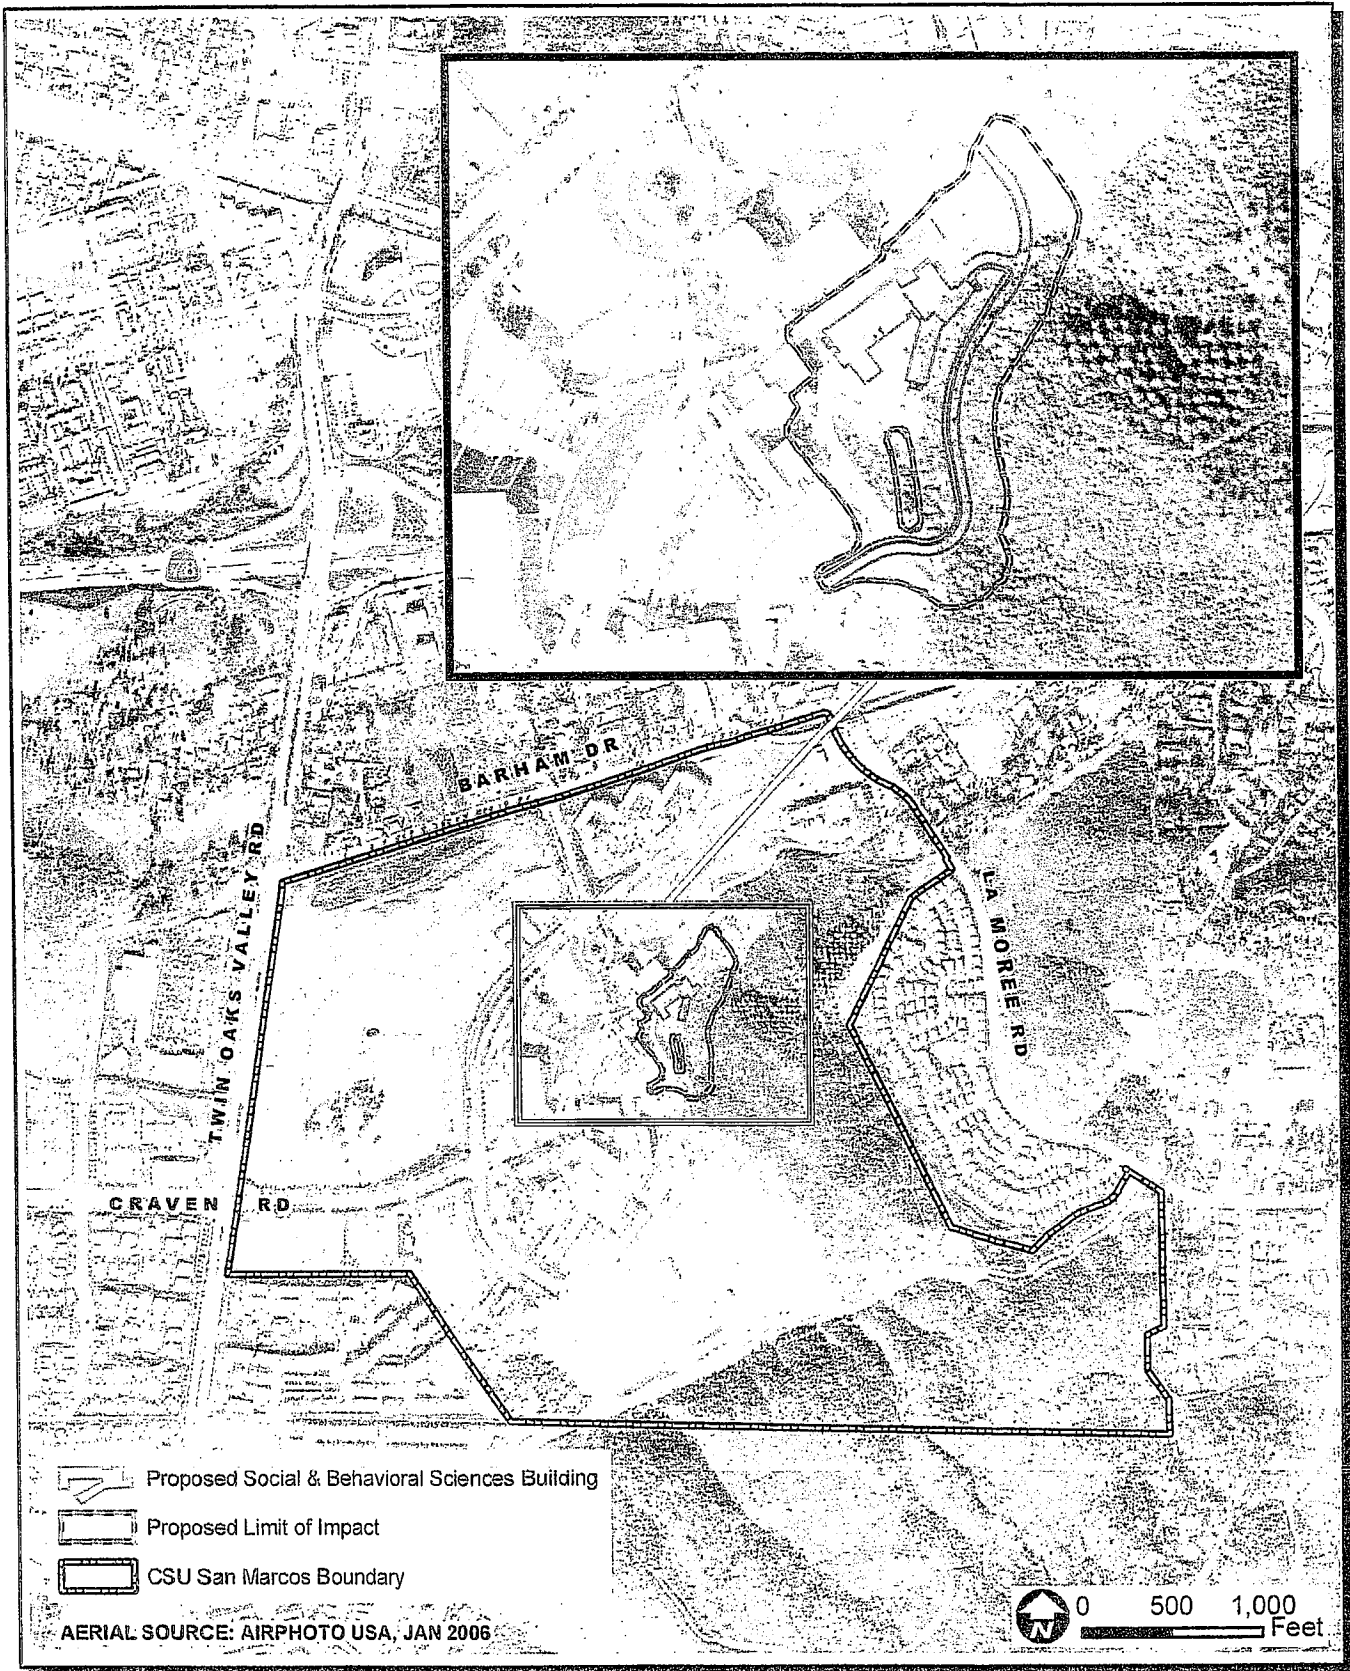 BARHAM DR
TWIN OAKS VALLEY RD
LA MOREE RD
CRAVEN RD
Proposed Social & Behavioral Sciences Building
Proposed Limit of Impact
CSU San Marcos Boundary
AERIAL SOURCE: AIRPHOTO USA, JAN 2006
N
0 500 1,000
Feet